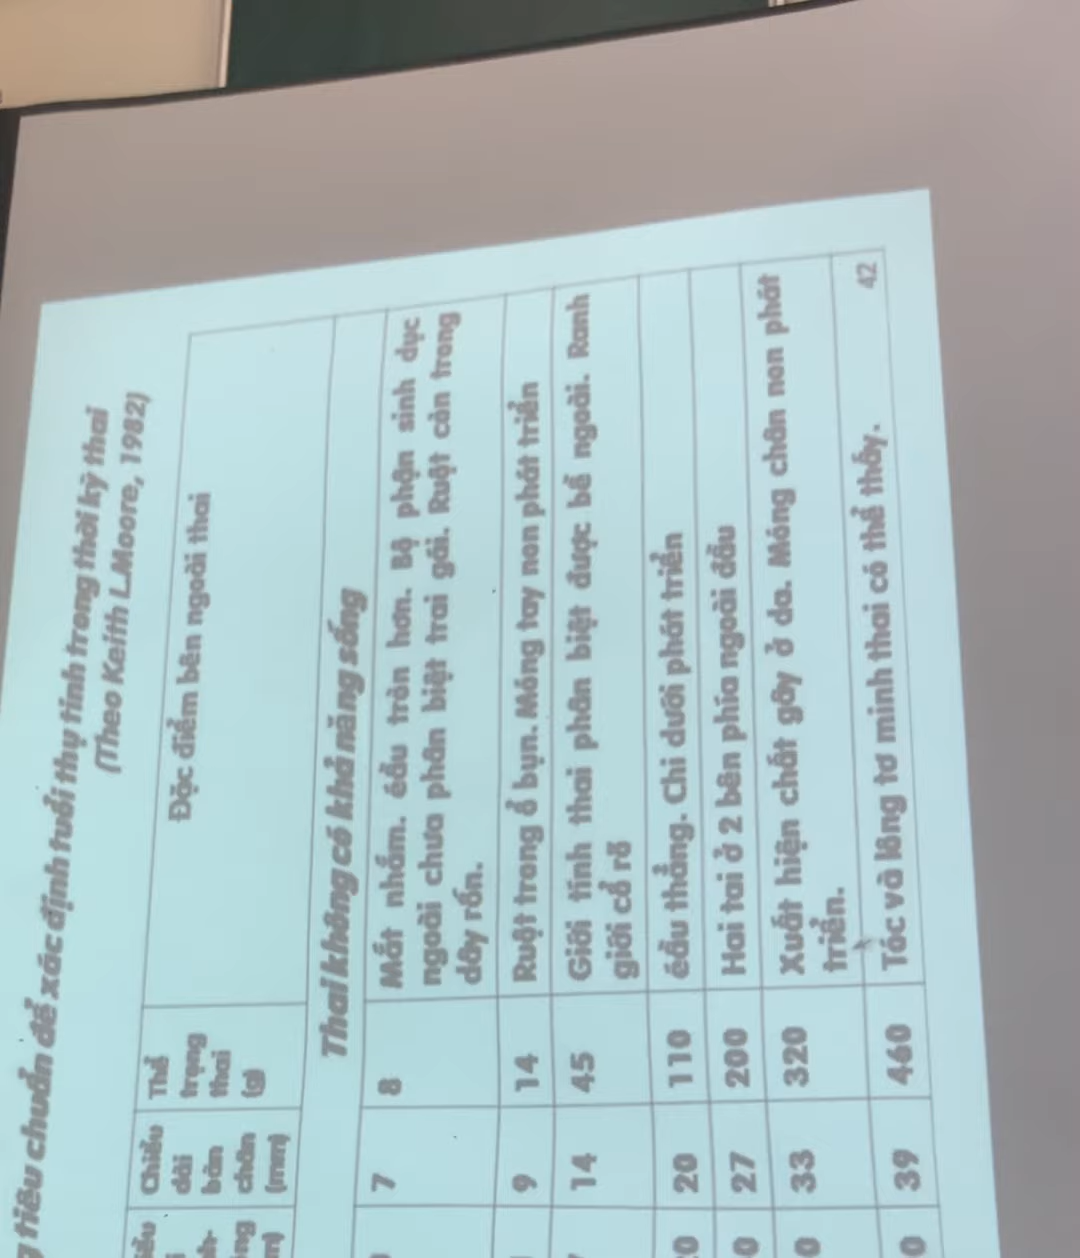 tiêu chuẩn để xác định tuổi thụ tinh trong thời kỳ thai
(Theo Keith L.Moore, 1982)
Chiều dài bàn chân (mm)
Thể trọng thai (g)
Đặc điểm bên ngoài thai
Thai không có khả năng sống
7 8 Mắt nhắm. éầu tròn hơn. Bộ phận sinh dục
ngoài chưa phân biệt trai gái. Ruột còn trong
dây rốn.
9 14 Ruột trong ổ bụn. Móng tay non phát triển
14 45 Giới tính thai phân biệt được bề ngoài. Ranh
giới cổ rõ
20 110 éầu thẳng. Chi dưới phát triển
27 200 Hai tai ở 2 bên phía ngoài đầu
33 320 Xuất hiện chất gây ở da. Móng chân non phát
triển.
39 460 Tóc và lông tơ mình thai có thể thấy.
42